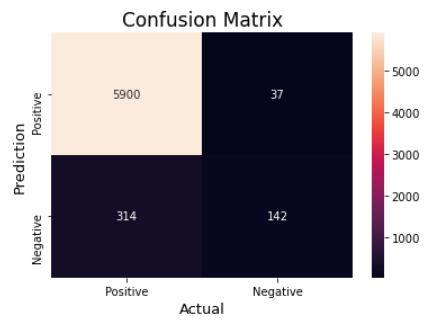 Confusion Matrix
Prediction
Positive
5900
37
Negative
314
142
Positive
Negative
Actual
5000
4000
3000
2000
1000